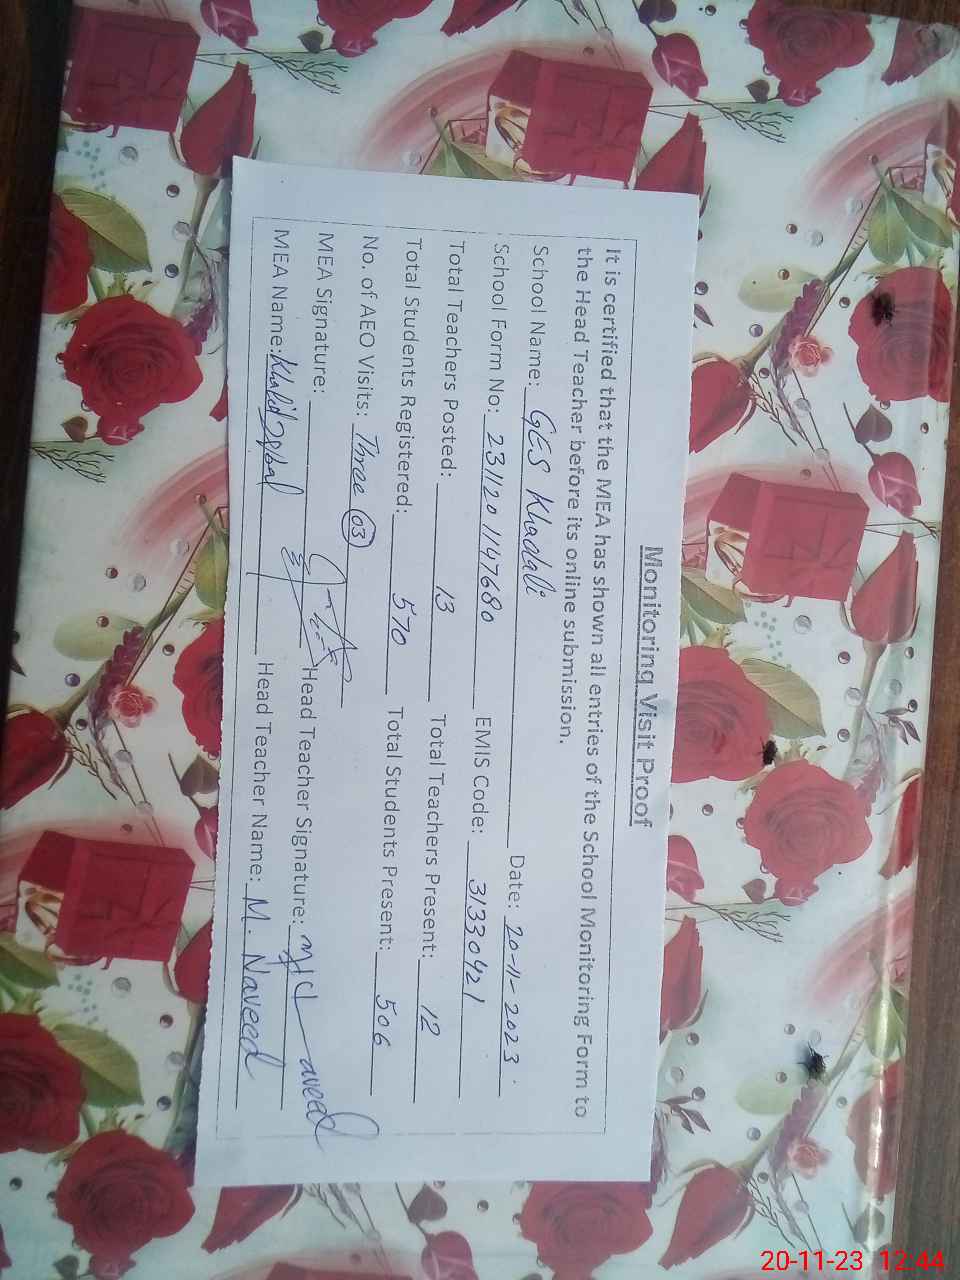 Monitoring Visit Proof
It is certified that the MEA has shown all entries of the School Monitoring Form to
the Head Teacher before its online submission.
School Name: GES Khaddali Date: 20-11-2023.
School Form No: 231120 1147680 EMIS Code: 31330421
Total Teachers Posted: 13 Total Teachers Present: 12
Total Students Registered: 570 Total Students Present: 506
No. of AEO Visits: Three 03
MEA Signature: Head Teacher Signature:
MEA Name: Khalid Iqbal Head Teacher Name: M. Naveed
20-11-23 12:44